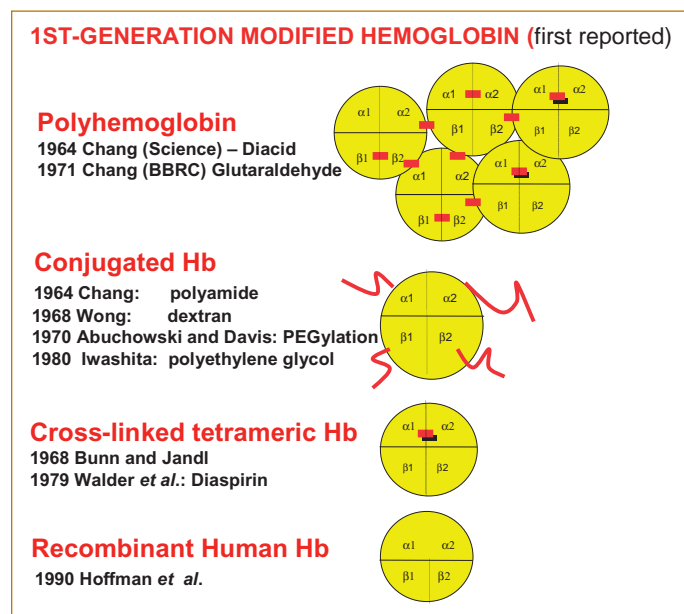 1ST-GENERATION MODIFIED HEMOGLOBIN (first reported)
Polyhemoglobin
1964 Chang (Science) – Diacid
1971 Chang (BBRC) Glutaraldehyde
α1 α2
β1 β2
α1 α2
β1 β2
α1 α2
β1 β2
α1 α2
β1 β2
α1 α2
β1 β2
Conjugated Hb
1964 Chang: polyamide
1968 Wong: dextran
1970 Abuchowski and Davis: PEGylation
1980 Iwashita: polyethylene glycol
α1 α2
β1 β2
Cross-linked tetrameric Hb
1968 Bunn and Jandl
1979 Walder et al.: Diaspirin
α1 α2
β1 β2
Recombinant Human Hb
1990 Hoffman et al.
α1 α2
β1 β2